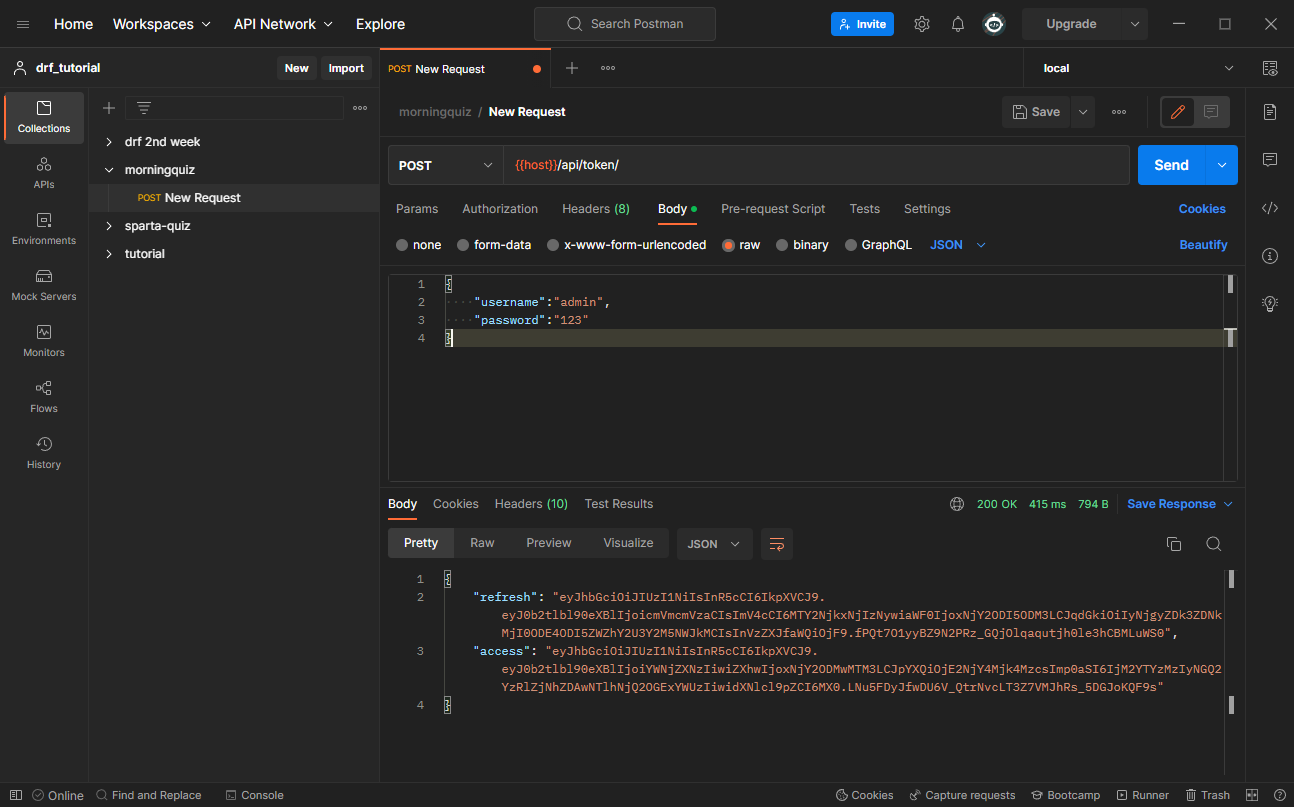 Home
Workspaces
API Network
Explore
Search Postman
Invite
Upgrade
drf_tutorial
New
Import
POST New Request
local
Collections
APIs
Environments
Mock Servers
Monitors
Flows
History
drf 2nd week
morningquiz
POST New Request
sparta-quiz
tutorial
morningquiz / New Request
Save
POST
{{host}}/api/token/
Send
Params
Authorization
Headers (8)
Body
Pre-request Script
Tests
Settings
Cookies
none
form-data
x-www-form-urlencoded
raw
binary
GraphQL
JSON
Beautify
1 {
2 "username":"admin",
3 "password":"123"
4 }
Body
Cookies
Headers (10)
Test Results
200 OK
415 ms
794 B
Save Response
Pretty
Raw
Preview
Visualize
JSON
1 {
2 "refresh": "eyJhbGciOiJIUzI1NiIsInR5cCI6IkpXVCJ9.
eyJ0b2tlbl90eXBlIjoicmVmcmVzaCIsImV4cCI6MTY2NjkxNjIzNywiaWF0IjoxNjY2ODI5ODM3LCJqdGkiOiIyNjgyZDk3ZDNk
MjI0ODE4ODI5ZWZhY2U3Y2M5NWJkMCIsInVzZXJfaWQiOjF9.fPQt7O1yyBZ9N2PRz_GQjOlqaqutjh0le3hCBMLuWS0",
3 "access": "eyJhbGciOiJIUzI1NiIsInR5cCI6IkpXVCJ9.
eyJ0b2tlbl90eXBlIjoiYWNjZXNzIiwiZXhwIjoxNjY2ODMwMTM3LCJpYXQiOjE2NjY4Mjk4MzcsImp0aSI6IjM2YTYzMzIyNGQ2
YzRlZjNhZDAwNTlhNjQ2OGExYWUzIiwidXNlcl9pZCI6MX0.LNu5FDyJfwDU6V_QtrNvcLT3Z7VMJhRs_5DGJoKQF9s"
4 }
Online
Find and Replace
Console
Cookies
Capture requests
Bootcamp
Runner
Trash